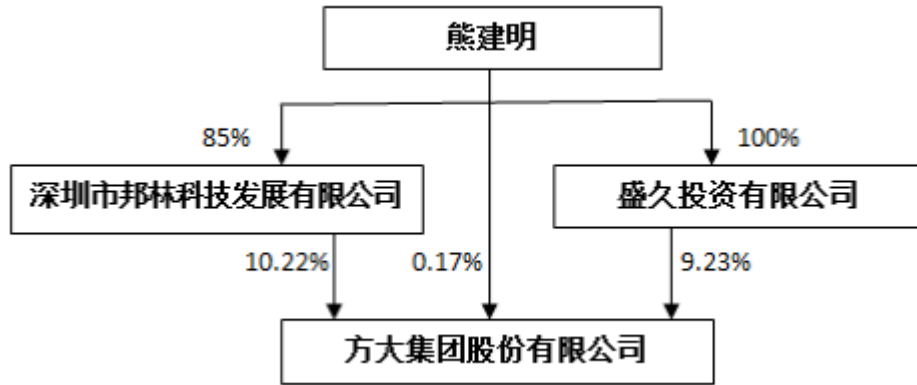 熊建明
85%
100%
深圳市邦林科技发展有限公司
盛久投资有限公司
10.22%
0.17%
9.23%
方大集团股份有限公司